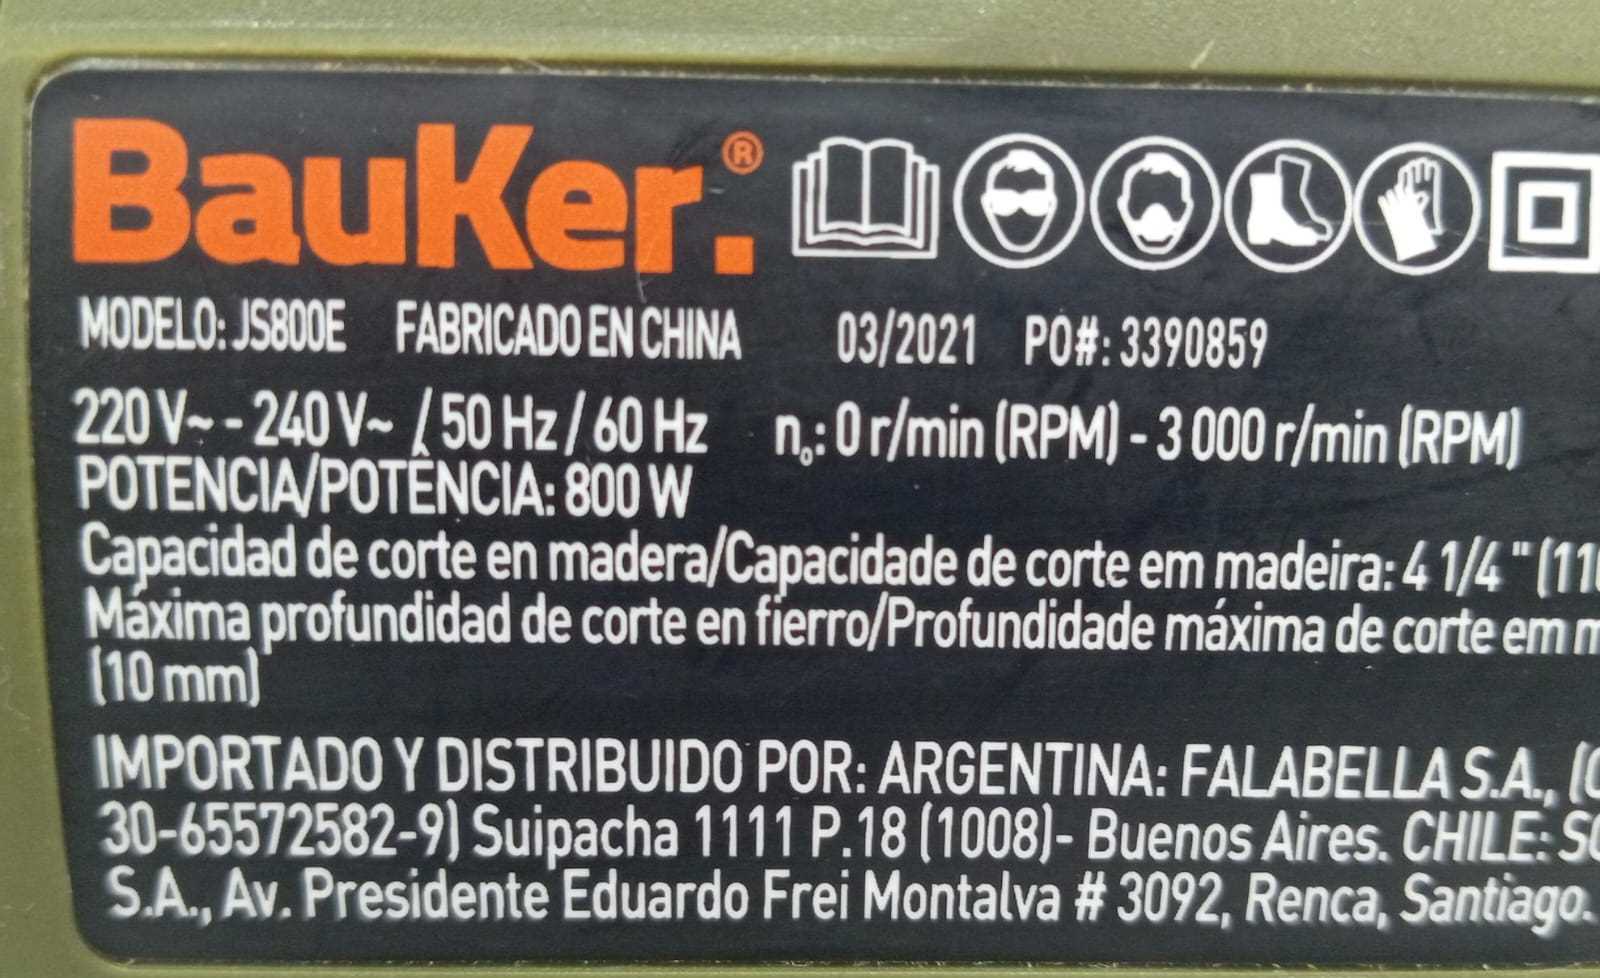 BauKer.®
MODELO: JS800E FABRICADO EN CHINA 03/2021 PO#: 3390859
220 V~ - 240 V~ / 50 Hz / 60 Hz n₀: 0 r/min (RPM) - 3 000 r/min (RPM)
POTENCIA/POTÊNCIA: 800 W
Capacidad de corte en madera/Capacidade de corte em madeira: 4 1/4 "
Máxima profundidad de corte en fierro/Profundidade máxima de corte em
(10 mm)
IMPORTADO Y DISTRIBUIDO POR: ARGENTINA: FALABELLA S.A.,
30-65572582-9) Suipacha 1111 P.18 (1008)- Buenos Aires. CHILE:
S.A., Av. Presidente Eduardo Frei Montalva # 3092, Renca, Santiago.